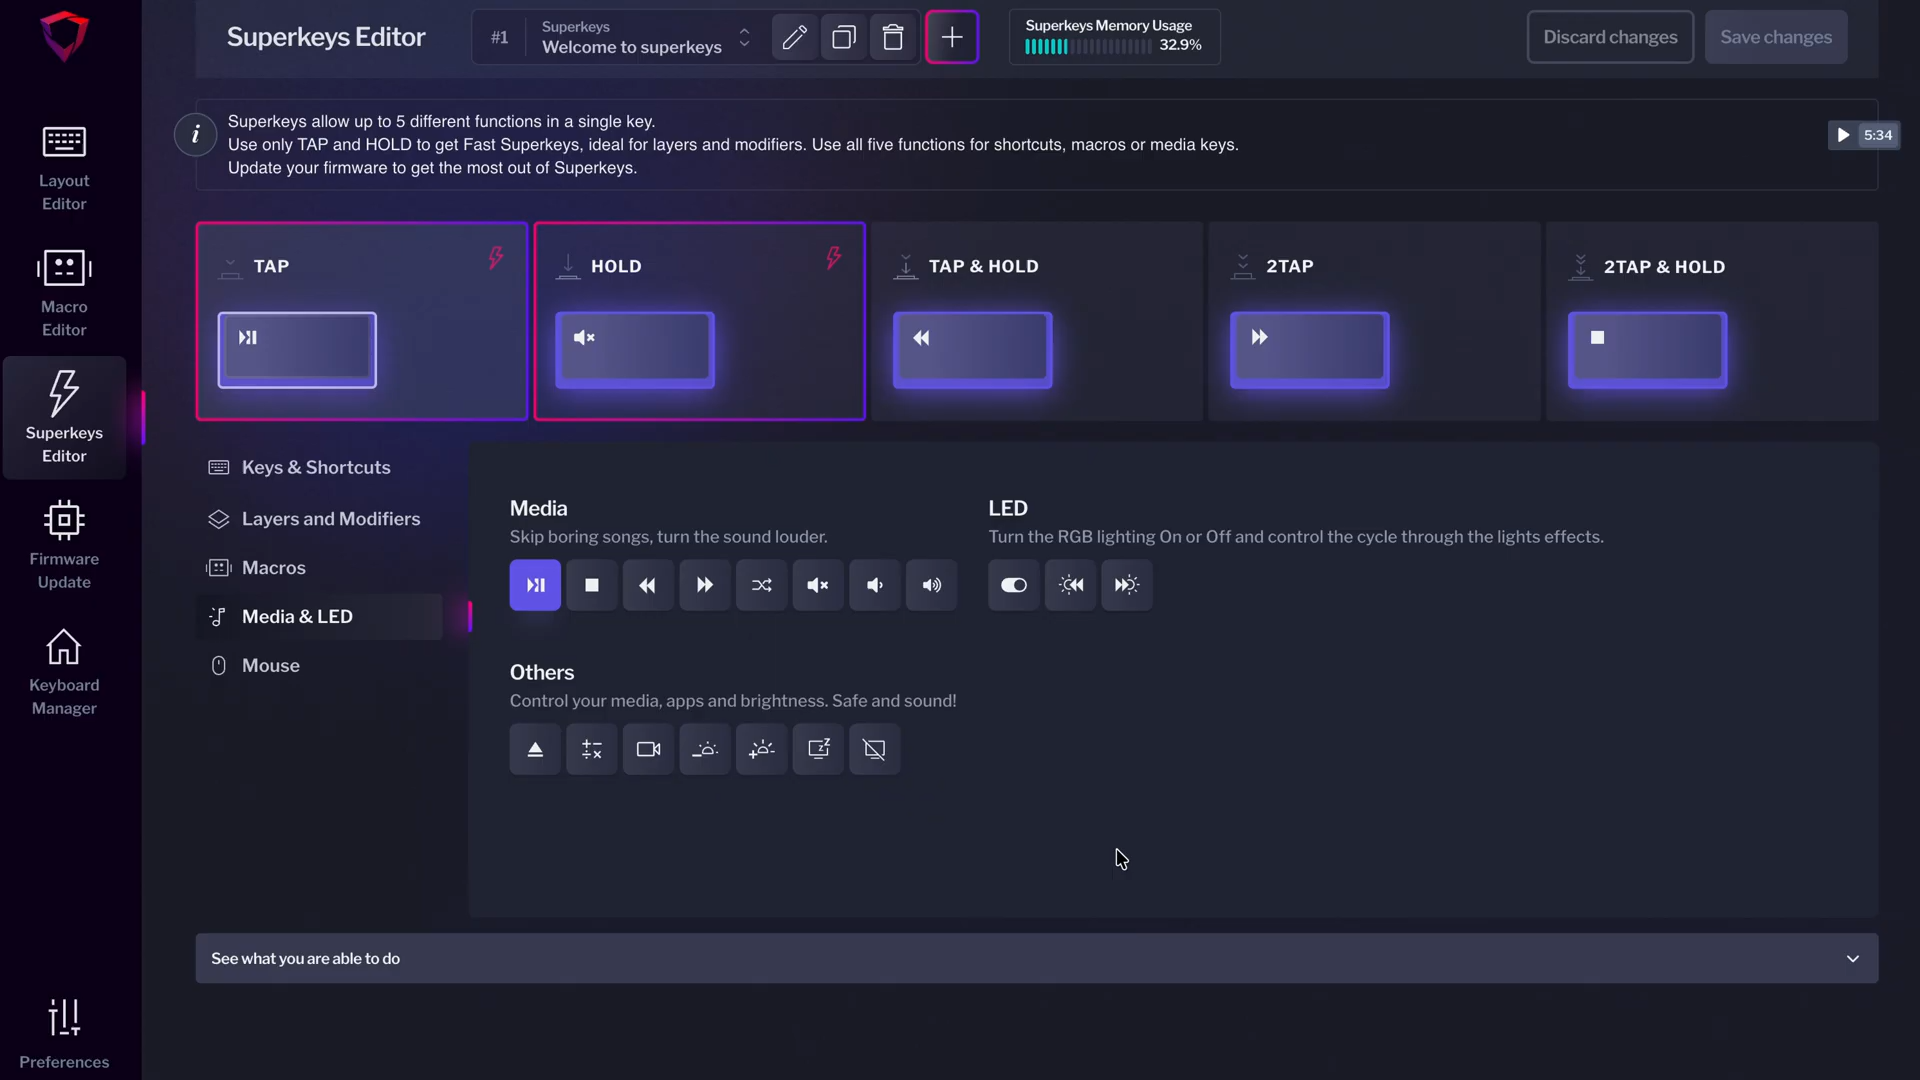 Superkeys Editor
#1
Superkeys
Welcome to superkeys
Superkeys Memory Usage
32.9%
Discard changes
Save changes
Layout
Editor
Macro
Editor
Superkeys
Editor
Firmware
Update
Keyboard
Manager
Preferences
i
Superkeys allow up to 5 different functions in a single key.
Use only TAP and HOLD to get Fast Superkeys, ideal for layers and modifiers. Use all five functions for shortcuts, macros or media keys.
Update your firmware to get the most out of Superkeys.
5:34
TAP
HOLD
TAP & HOLD
2TAP
2TAP & HOLD
Keys & Shortcuts
Layers and Modifiers
Macros
Media & LED
Mouse
Media
Skip boring songs, turn the sound louder.
LED
Turn the RGB lighting On or Off and control the cycle through the lights effects.
Others
Control your media, apps and brightness. Safe and sound!
See what you are able to do